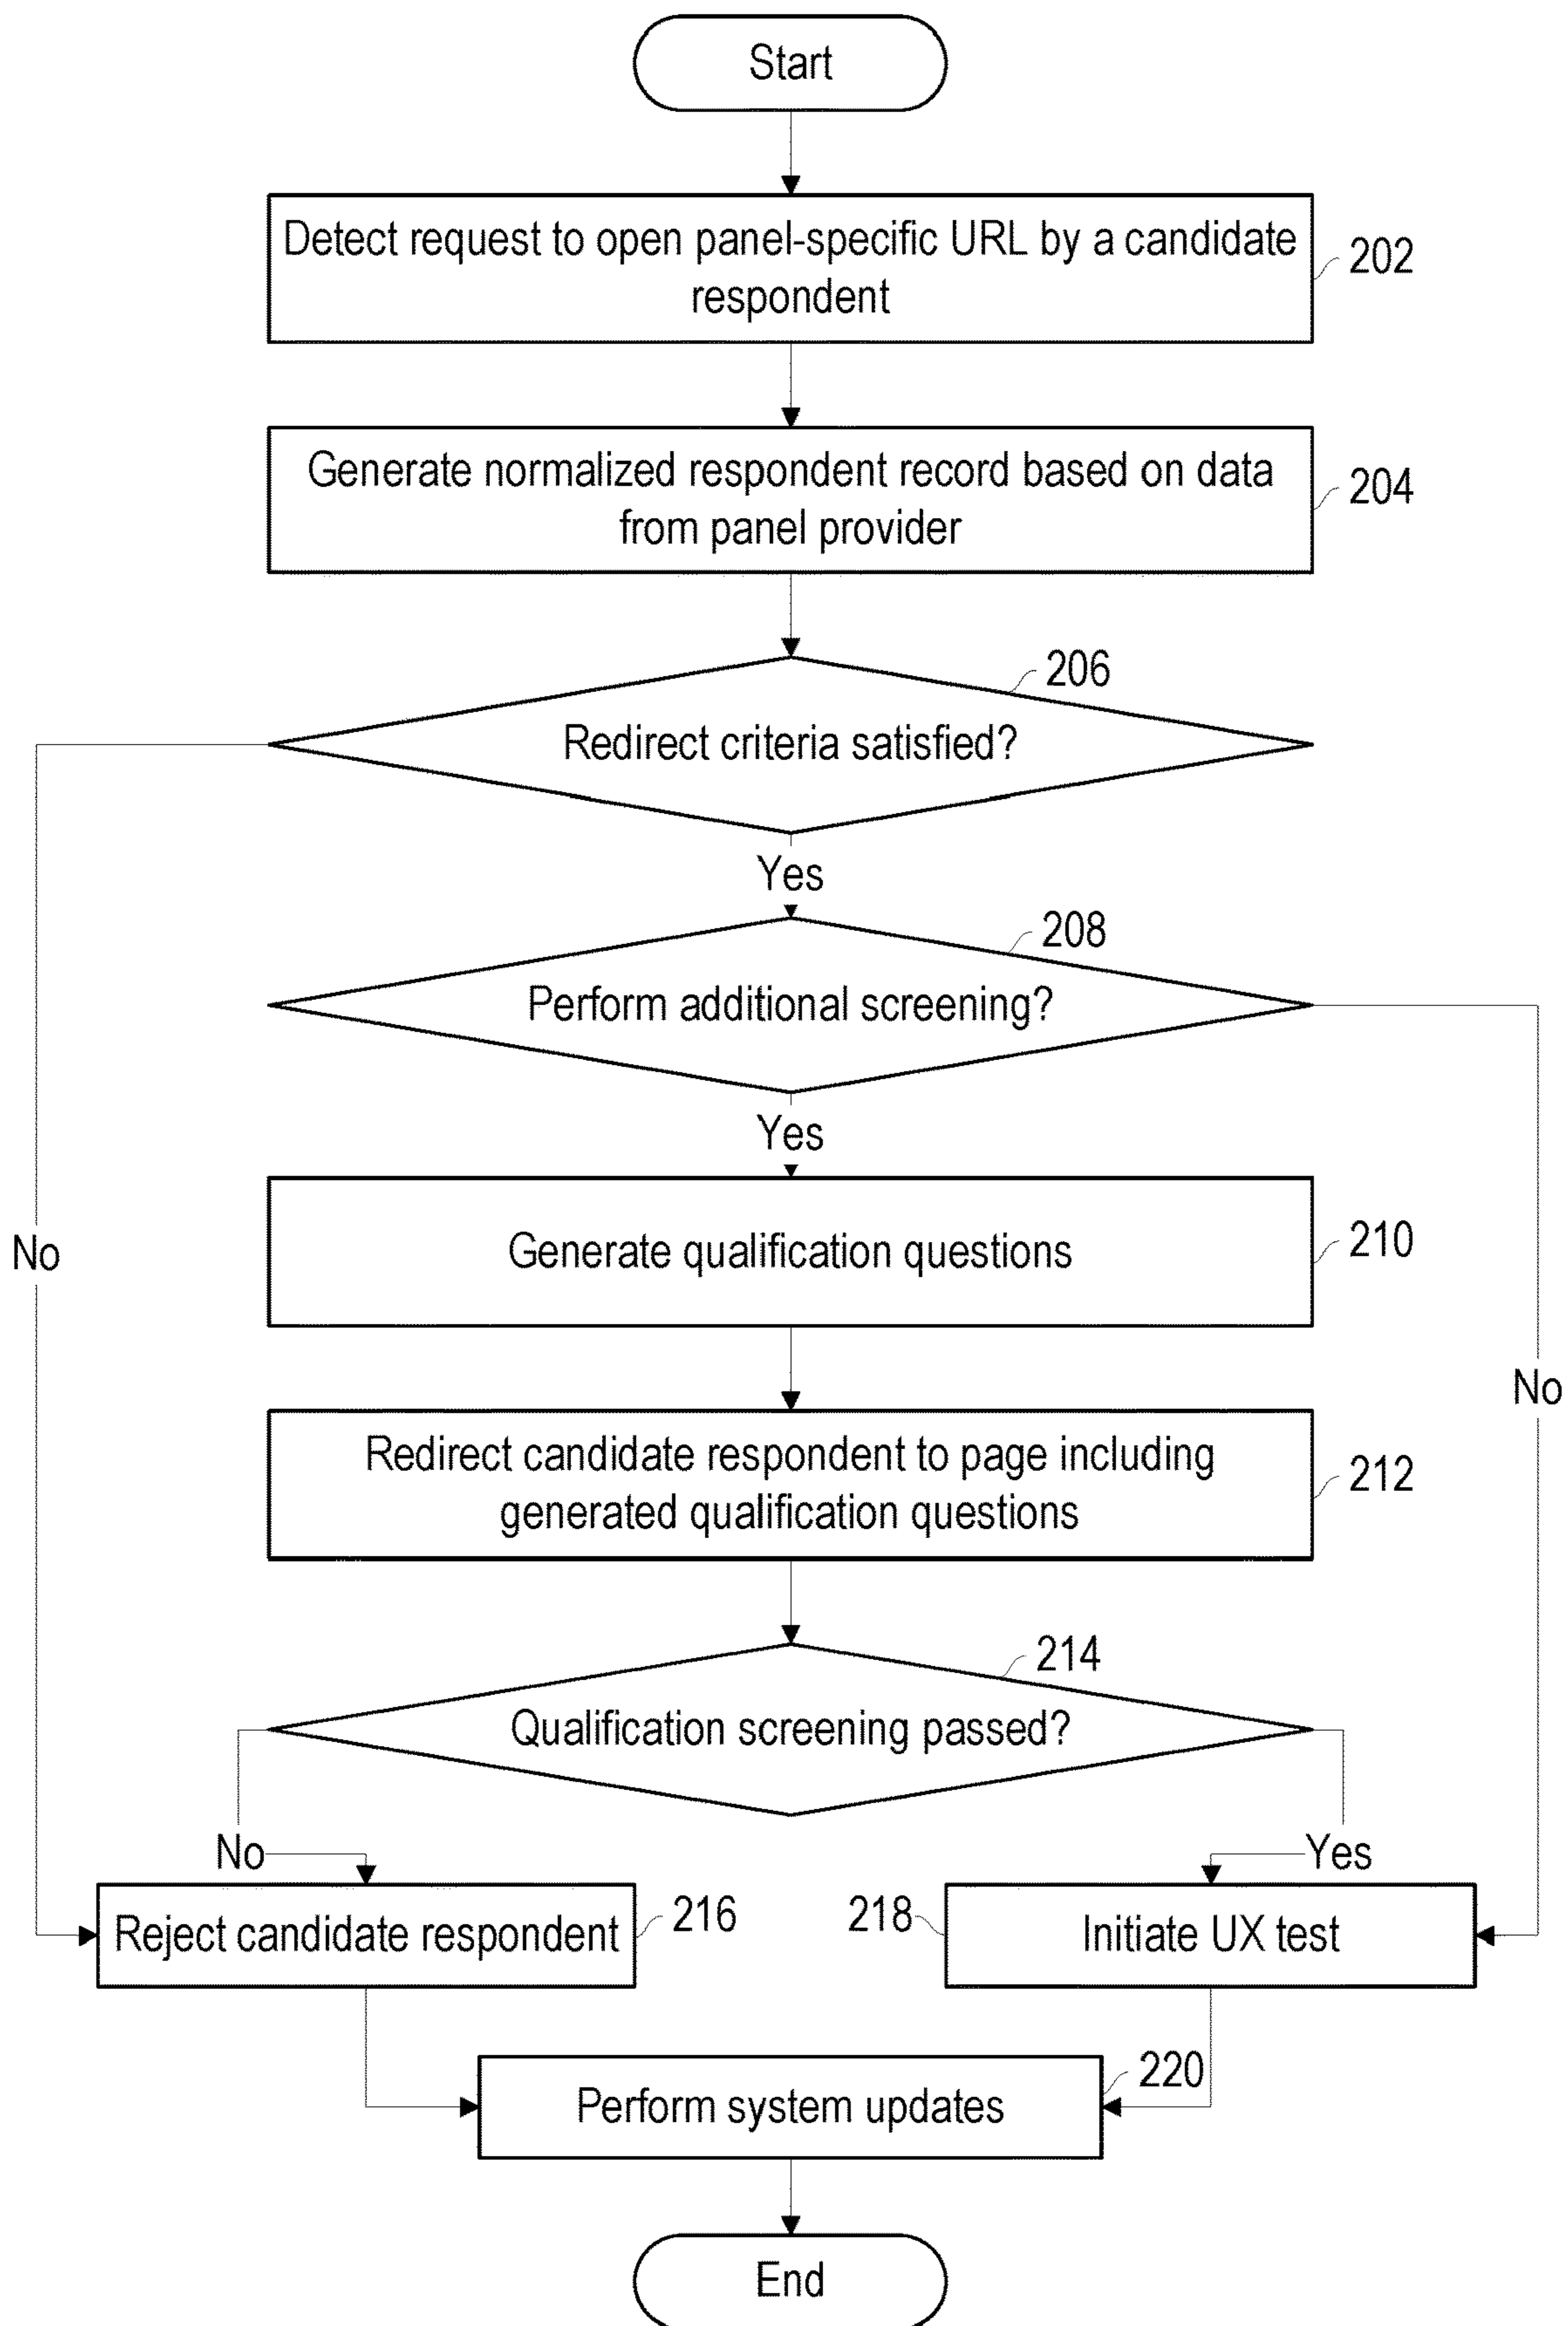 Start
Detect request to open panel-specific URL by a candidate
respondent
202
Generate normalized respondent record based on data
from panel provider
204
206
Redirect criteria satisfied?
Yes
208
Perform additional screening?
Yes
No
Generate qualification questions
210
No
Redirect candidate respondent to page including
generated qualification questions
212
214
Qualification screening passed?
No
Yes
Reject candidate respondent
216
218
Initiate UX test
220
Perform system updates
End